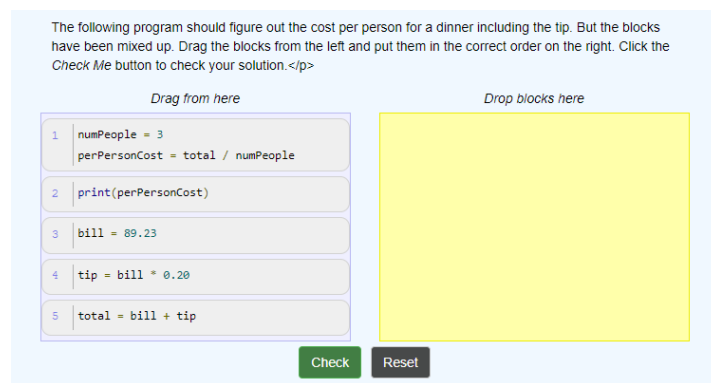 The following program should figure out the cost per person for a dinner including the tip. But the blocks
have been mixed up. Drag the blocks from the left and put them in the correct order on the right. Click the
Check Me button to check your solution.</p>
Drag from here
Drop blocks here
1 numPeople = 3
perPersonCost = total / numPeople
2 print(perPersonCost)
3 bill = 89.23
4 tip = bill * 0.20
5 total = bill + tip
Check
Reset